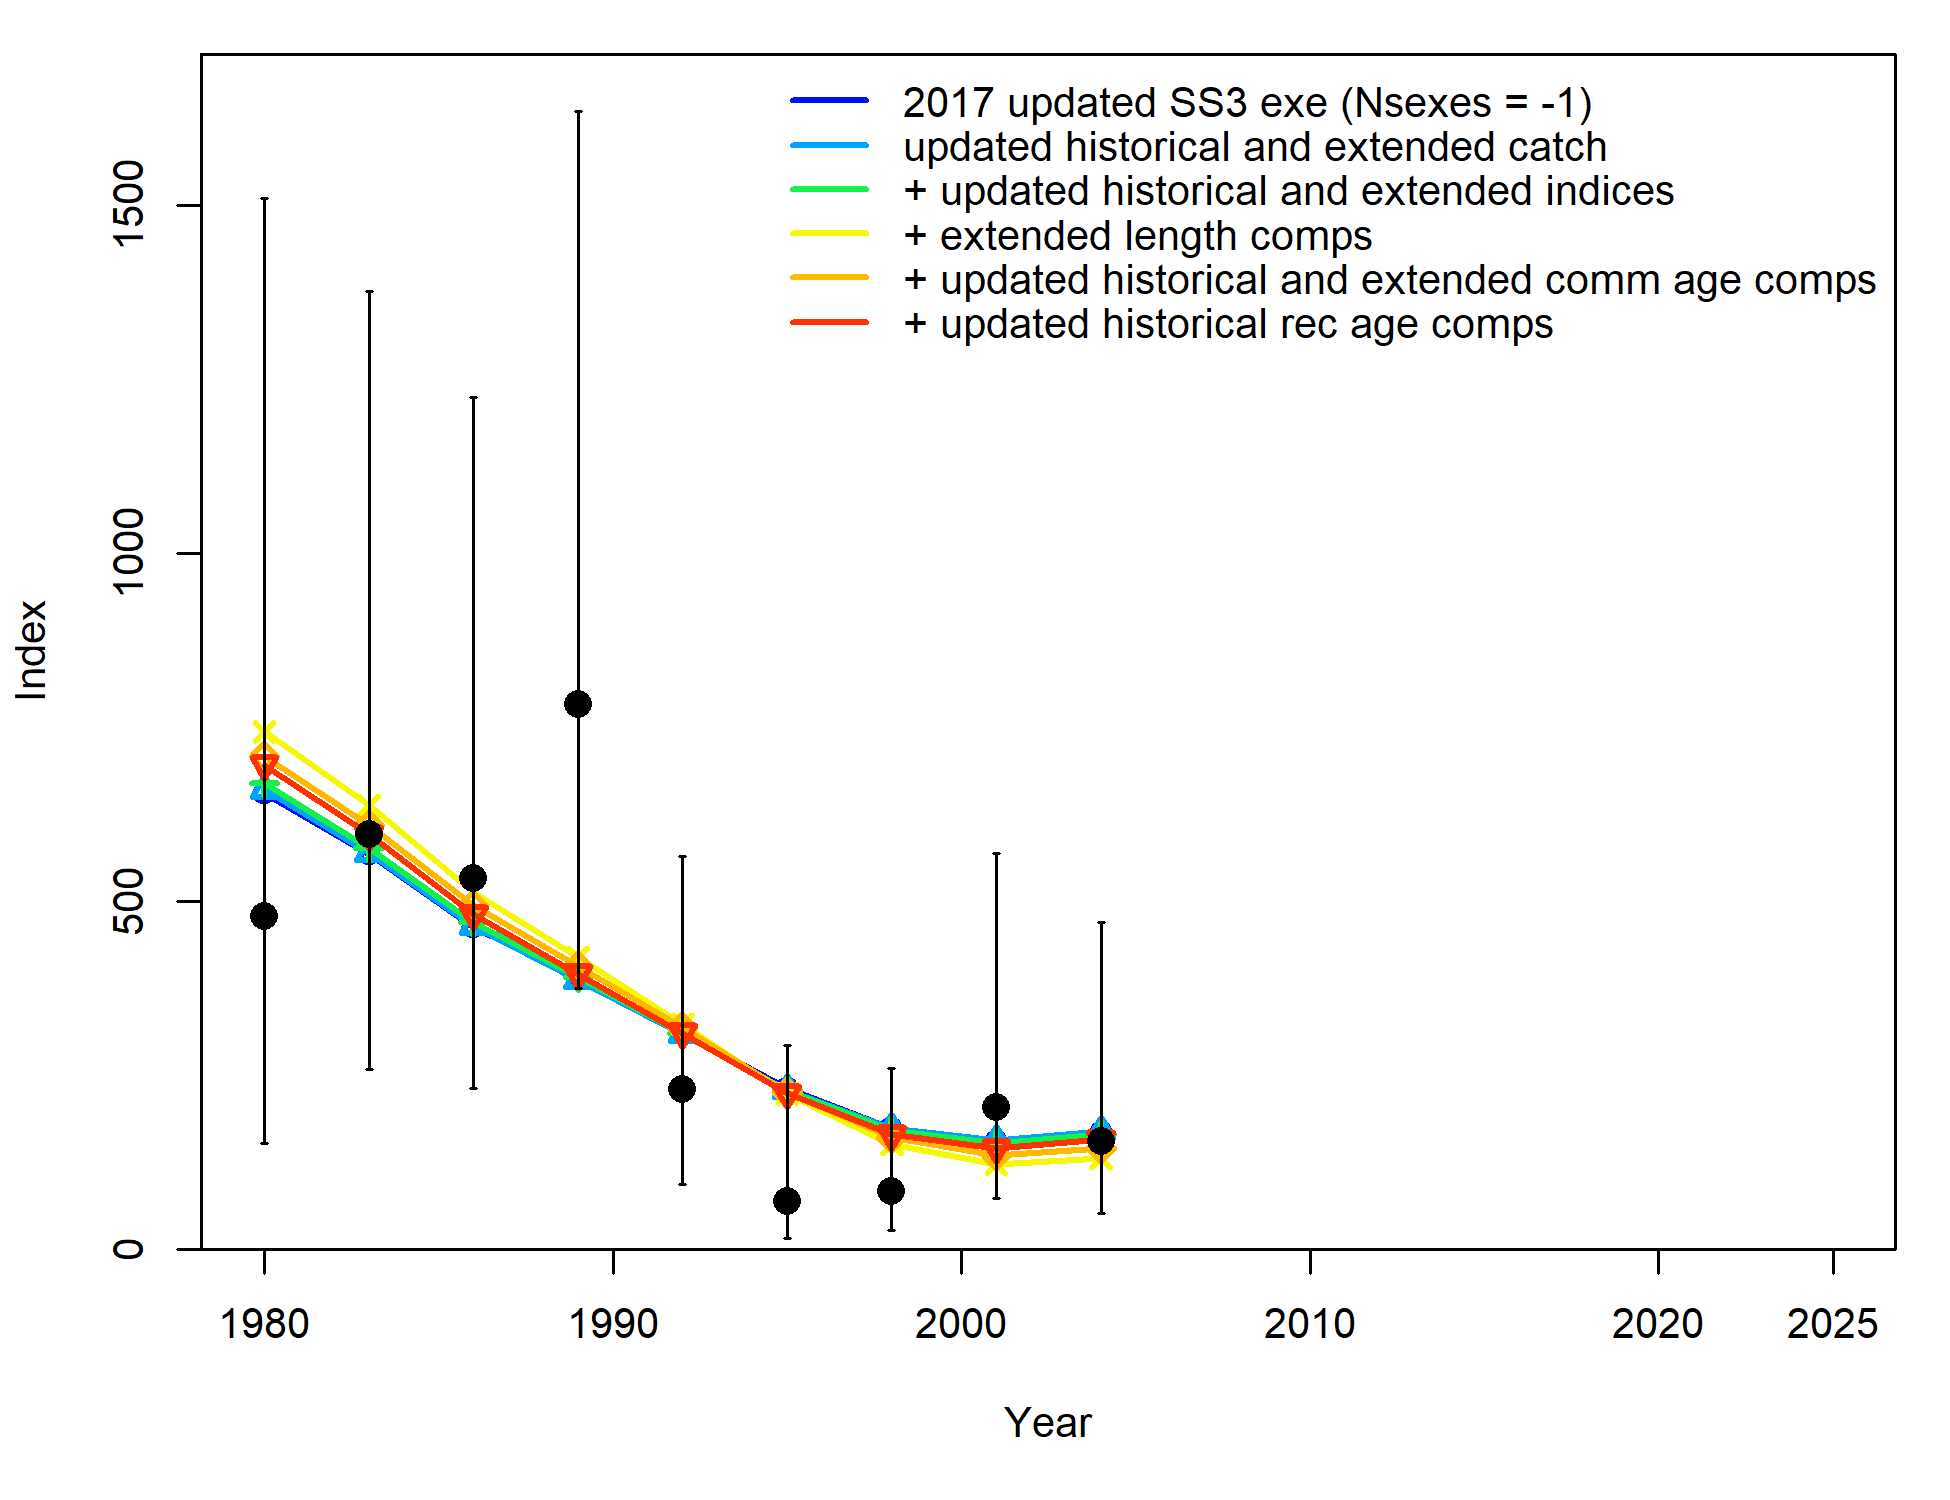 2017 updated SS3 exe (Nsexes = -1)
updated historical and extended catch
+ updated historical and extended indices
+ extended length comps
+ updated historical and extended comm age comps
+ updated historical rec age comps
1500
1000
500
0
Index
1980 1990 2000 2010 2020 2025
Year